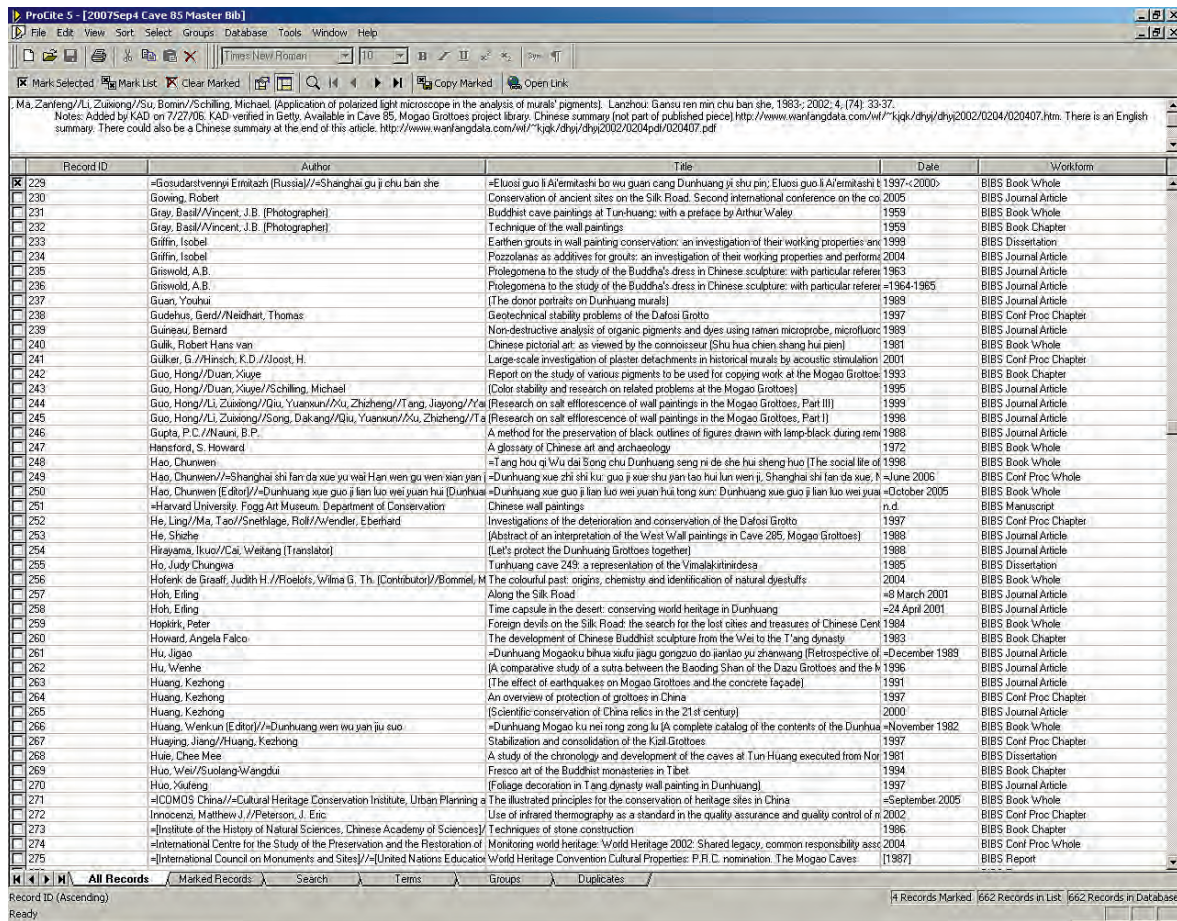 ProCite 5 - [2007Sep4 Cave 85 Master Bib]
File Edit View Sort Select Groups Database Tools Window Help
Times New Roman 10 B I U
Mark Selected Mark List Clear Marked Copy Marked Open Link
, Ma, Zanfeng//Li, Zuixiong//Su, Bomin//Schilling, Michael. (Application of polarized light microscope in the analysis of murals' pigments). Lanzhou: Gansu ren min chu ban she, 1983-; 2002; 4, (74): 33-37.
Notes: Added by KAD on 7/27/06. KAD verified in Getty. Available in Cave 85, Mogao Grottoes project library. Chinese summary (not part of published piece) http://www.wanfangdata.com/wf/~kjqk/dhyj/dhyj2002/0204/020407.htm. There is an English
summary. There could also be a Chinese summary at the end of this article. http://www.wanfangdata.com/wf/~kjqk/dhyj/dhyj2002/0204pdf/020407.pdf
Record ID Author Title Date Workform
229 =Gosudarstvennyi Ermitazh (Russia)//=Shanghai gu ji chu ban she =Eluosi guo li Ai'ermitashi bo wu guan cang Dunhuang yi shu pin; Eluosi guo li Ai'ermitashi b 1997-<2000> BIBS Book Whole
230 Gowing, Robert Conservation of ancient sites on the Silk Road. Second international conference on the co 2005 BIBS Journal Article
231 Gray, Basil//Vincent, J.B. (Photographer) Buddhist cave paintings at Tun-huang; with a preface by Arthur Waley 1959 BIBS Book Whole
232 Gray, Basil//Vincent, J.B. (Photographer) Technique of the wall paintings 1959 BIBS Book Chapter
233 Griffin, Isobel Earthen grouts in wall painting conservation: an investigation of their working properties and 1999 BIBS Dissertation
234 Griffin, Isobel Pozzolanas as additives for grouts: an investigation of their working properties and performa 2004 BIBS Journal Article
235 Griswold, A.B. Prolegomena to the study of the Buddha's dress in Chinese sculpture: with particular referer 1963 BIBS Journal Article
236 Griswold, A.B. Prolegomena to the study of the Buddha's dress in Chinese sculpture: with particular referer =1964-1965 BIBS Journal Article
237 Guan, Youhui (The donor portraits on Dunhuang murals) 1989 BIBS Journal Article
238 Gudehus, Gerd//Neidhart, Thomas Geotechnical stability problems of the Dafosi Grotto 1997 BIBS Conf Proc Chapter
239 Guineau, Bernard Non-destructive analysis of organic pigments and dyes using raman microprobe, microfluoro 1989 BIBS Journal Article
240 Gulik, Robert Hans van Chinese pictorial art: as viewed by the connoisseur (Shu hua chien shang hui pien) 1981 BIBS Book Whole
241 Gülker, G.//Hinsch, K.D.//Joost, H. Large-scale investigation of plaster detachments in historical murals by acoustic stimulation 2001 BIBS Conf Proc Chapter
242 Guo, Hong//Duan, Xiuye Report on the study of various pigments to be used for copying work at the Mogao Grottoe: 1993 BIBS Book Chapter
243 Guo, Hong//Duan, Xiuye//Schilling, Michael (Color stability and research on related problems at the Mogao Grottoes) 1995 BIBS Journal Article
244 Guo, Hong//Li, Zuixiong//Qiu, Yuanxun//Xu, Zhizheng//Tang, Jiayong//Yan (Research on salt efflorescence of wall paintings in the Mogao Grottoes, Part III) 1999 BIBS Journal Article
245 Guo, Hong//Li, Zuixiong//Song, Dakang//Qiu, Yuanxun//Xu, Zhizheng//Ta (Research on salt efflorescence of wall paintings in the Mogao Grottoes, Part I) 1998 BIBS Journal Article
246 Gupta, P.C.//Nauni, B.P. A method for the preservation of black outlines of figures drawn with lamp-black during rem 1988 BIBS Journal Article
247 Hansford, S. Howard A glossary of Chinese art and archaeology 1972 BIBS Book Whole
248 Hao, Chunwen =Tang hou qi Wu dai Song chu Dunhuang seng ni de she hui sheng huo (The social life of 1998 BIBS Book Whole
249 Hao, Chunwen//=Shanghai shi fan da xue yu wai Han wen gu wen xian yan j =Dunhuang xue zhi shi ku: guo ji xue shu yan tao hui lun wen ji, Shanghai shi fan da xue, N =June 2006 BIBS Conf Proc Whole
250 Hao, Chunwen (Editor)//=Dunhuang xue guo ji lian luo wei yuan hui (Dunhua =Dunhuang xue guo ji lian luo wei yuan hui tong xun: Dunhuang xue guo ji lian luo wei yua =October 2005 BIBS Book Whole
251 =Harvard University. Fogg Art Museum. Department of Conservation Chinese wall paintings n.d. BIBS Manuscript
252 He, Ling//Ma, Tao//Snethlage, Rolf//Wendler, Eberhard Investigations of the deterioration and conservation of the Dafosi Grotto 1997 BIBS Conf Proc Chapter
253 He, Shizhe (Abstract of an interpretation of the West Wall paintings in Cave 285, Mogao Grottoes) 1988 BIBS Journal Article
254 Hirayama, Ikuo//Cai, Weitang (Translator) (Let's protect the Dunhuang Grottoes together) 1988 BIBS Journal Article
255 Ho, Judy Chungwa Tunhuang cave 249: a representation of the Vimalakirtinirdesa 1985 BIBS Dissertation
256 Hofenk de Graaff, Judith H.//Roelofs, Wilma G. Th. (Contributor)//Bommel, M The colourful past: origins, chemistry and identification of natural dyestuffs 2004 BIBS Book Whole
257 Hoh, Erling Along the Silk Road =8 March 2001 BIBS Journal Article
258 Hoh, Erling Time capsule in the desert: conserving world heritage in Dunhuang =24 April 2001 BIBS Journal Article
259 Hopkirk, Peter Foreign devils on the Silk Road: the search for the lost cities and treasures of Chinese Cent 1984 BIBS Book Whole
260 Howard, Angela Falco The development of Chinese Buddhist sculpture from the Wei to the T'ang dynasty 1983 BIBS Book Chapter
261 Hu, Jigao =Dunhuang Mogaoku bihua xiufu jiagu gongzuo do jiantao yu zhanwang (Retrospective of =December 1989 BIBS Journal Article
262 Hu, Wenhe (A comparative study of a sutra between the Baoding Shan of the Dazu Grottoes and the M 1996 BIBS Journal Article
263 Huang, Kezhong (The effect of earthquakes on Mogao Grottoes and the concrete façade) 1991 BIBS Journal Article
264 Huang, Kezhong An overview of protection of grottoes in China 1997 BIBS Conf Proc Chapter
265 Huang, Kezhong (Scientific conservation of China relics in the 21st century) 2000 BIBS Journal Article
266 Huang, Wenkun (Editor)//=Dunhuang wen wu yan jiu suo =Dunhuang Mogao ku nei rong zong lu (A complete catalog of the contents of the Dunhua =November 1982 BIBS Book Whole
267 Huaying, Jiang//Huang, Kezhong Stabilization and consolidation of the Kizil Grottoes 1997 BIBS Conf Proc Chapter
268 Huie, Chee Mee A study of the chronology and development of the caves at Tun Huang executed from Nor 1981 BIBS Dissertation
269 Huo, Wei//Suolang-Wangdui Fresco art of the Buddhist monasteries in Tibet 1994 BIBS Book Chapter
270 Huo, Xiufeng (Foliage decoration in Tang dynasty wall painting in Dunhuang) 1997 BIBS Journal Article
271 =ICOMOS China//=Cultural Heritage Conservation Institute, Urban Planning a The illustrated principles for the conservation of heritage sites in China =September 2005 BIBS Book Whole
272 Innocenzi, Matthew J.//Peterson, J. Eric Use of infrared thermography as a standard in the quality assurance and quality control of n 2002 BIBS Conf Proc Chapter
273 =[Institute of the History of Natural Sciences, Chinese Academy of Sciences]/ Techniques of stone construction 1986 BIBS Book Chapter
274 =International Centre for the Study of the Preservation and the Restoration of Monitoring world heritage: World Heritage 2002: Shared legacy, common responsibility assc 2004 BIBS Conf Proc Whole
275 =[International Council on Monuments and Sites]//=[United Nations Education World Heritage Convention Cultural Properties: P.R.C. nomination. The Mogao Caves [1987] BIBS Report
All Records Marked Records Search Terms Groups Duplicates
Record ID (Ascending) 4 Records Marked 662 Records in List 662 Records in Database
Ready